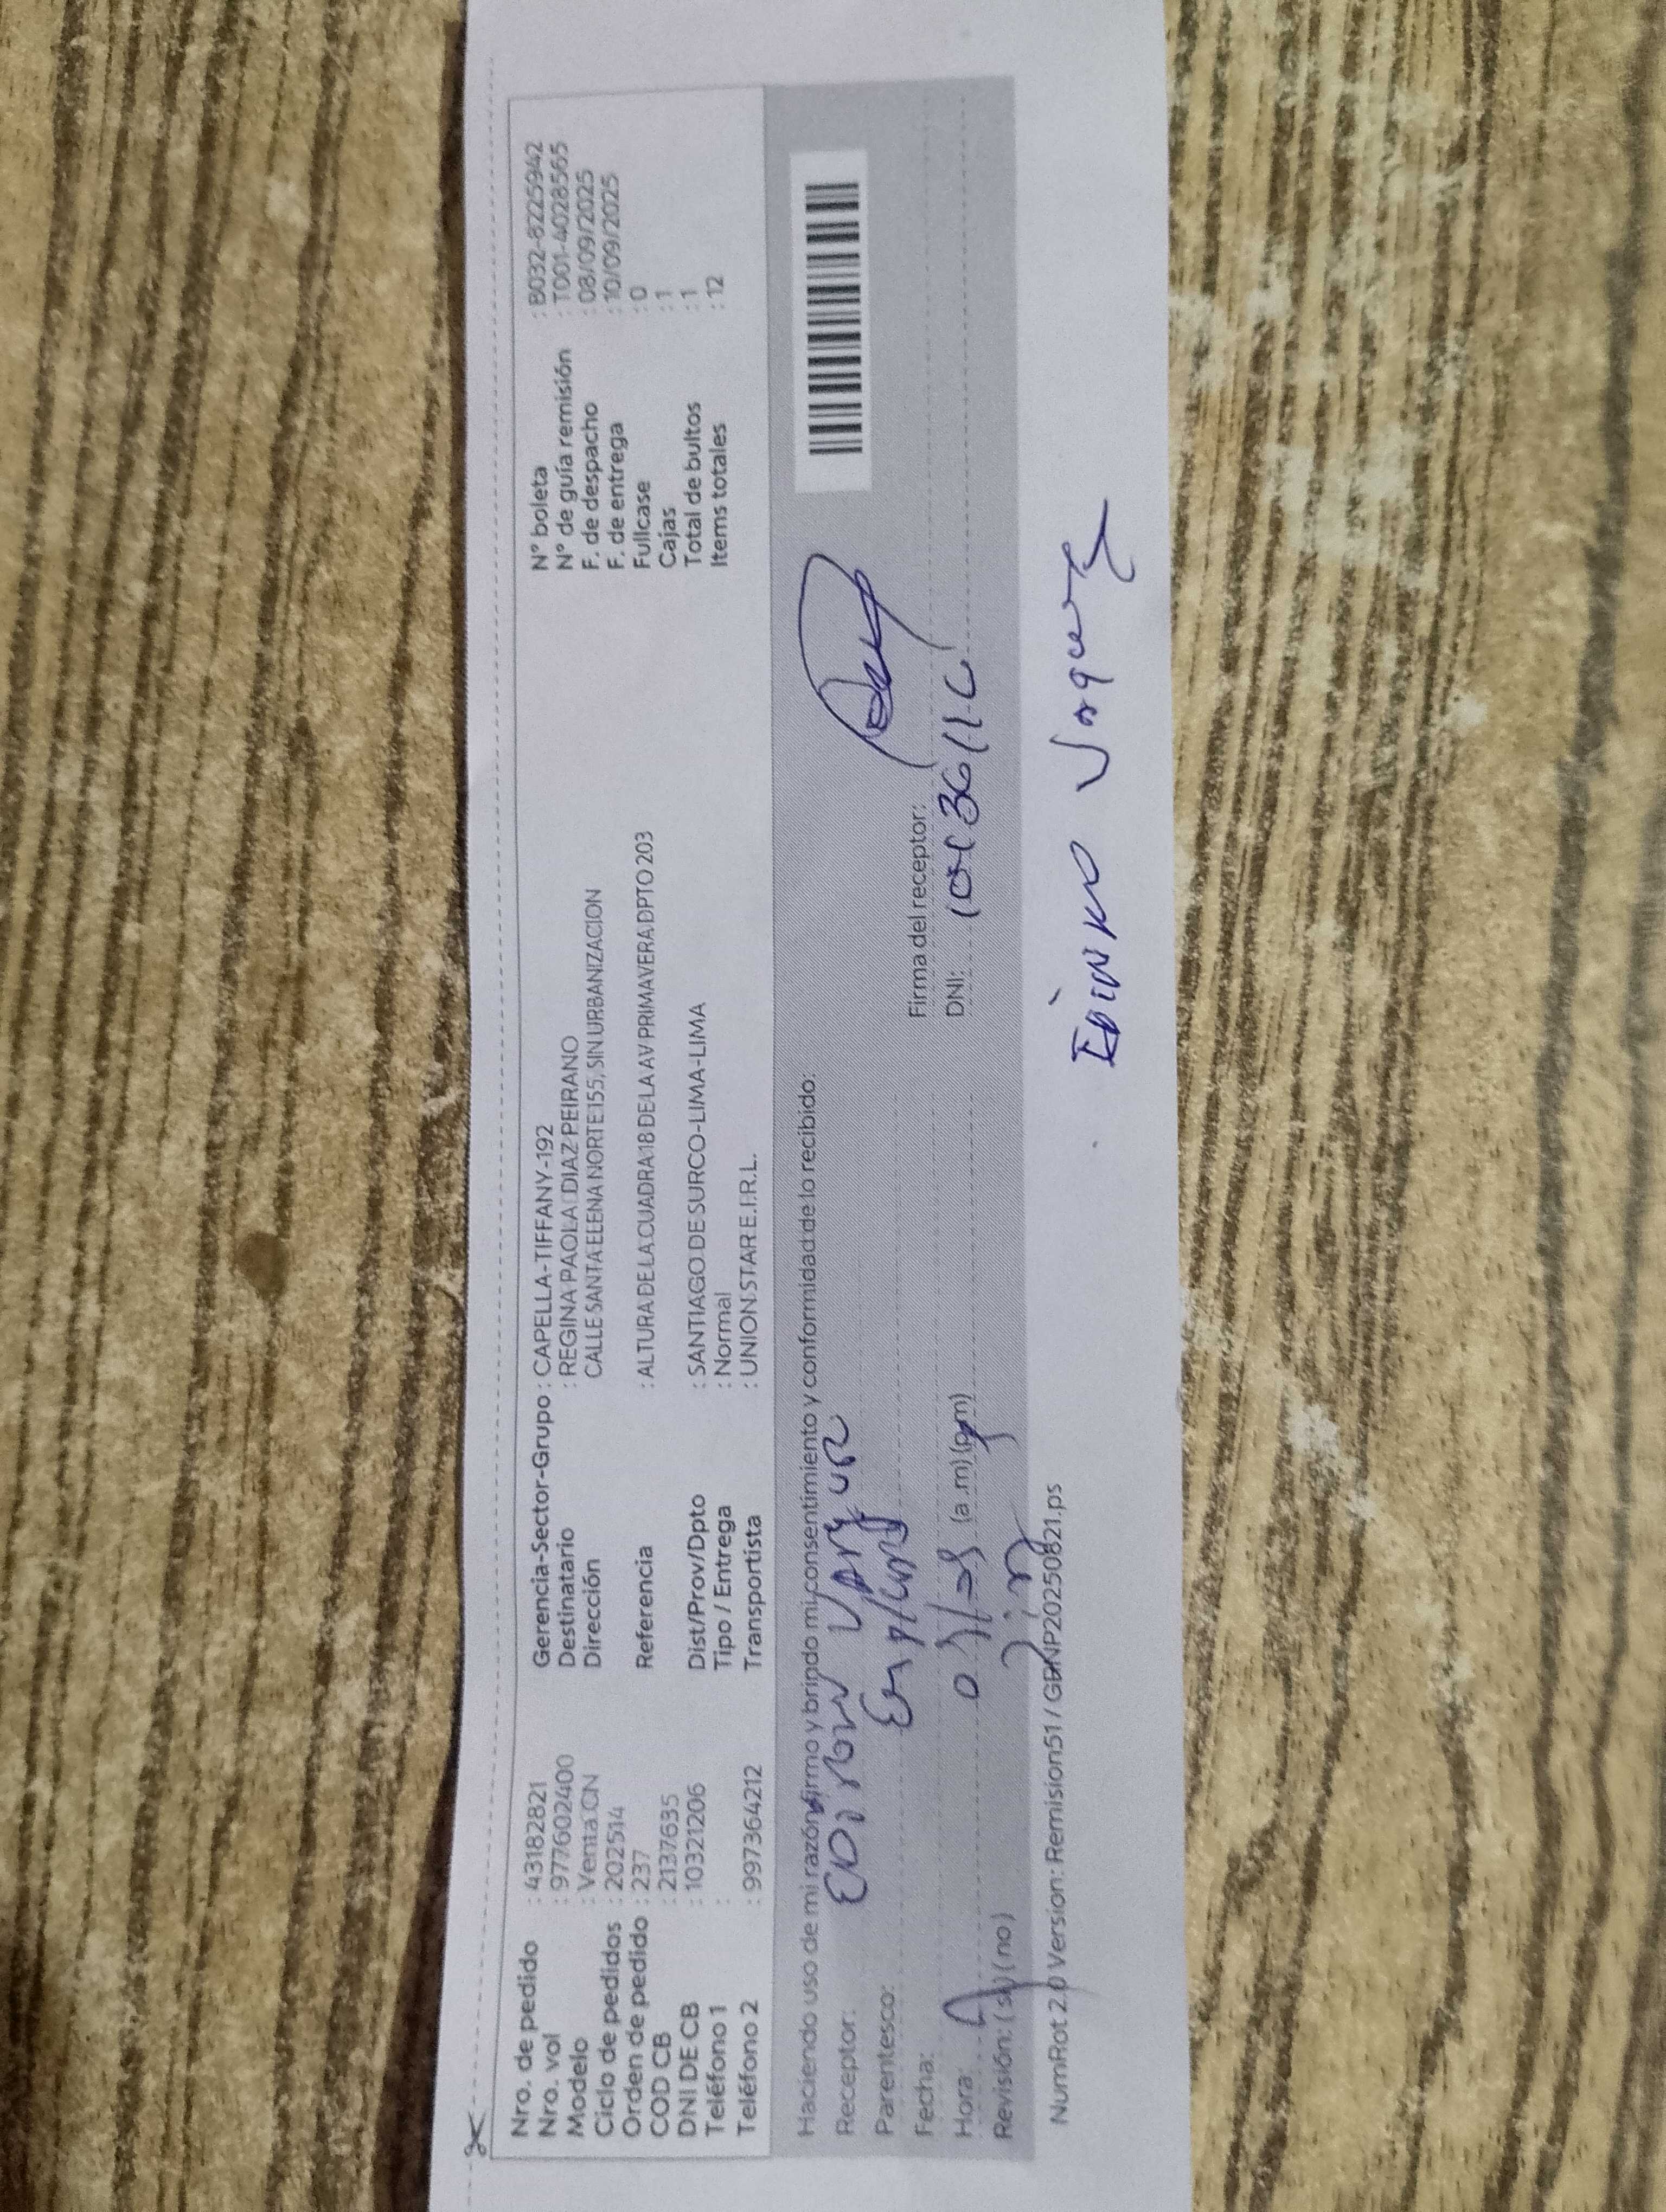 Nro. de pedido : 43182821
Nro. vol : 9776602400
Modelo : Venta CN
Ciclo de pedidos : 202514
Orden de pedido : 237
COD CB : 2137635
DNI DE CB : 10321206
Teléfono 1 :
Teléfono 2 : 997364212
Gerencia-Sector-Grupo : CAPELLA-TIFFANY-192
Destinatario : REGINA PAOLA DIAZ PEIRANO
Dirección CALLE SANTA ELENA NORTE 155, SIN URBANIZACION
Referencia : ALTURA DE LA CUADRA 18 DE LA AV PRIMAVERA DPTO 203
Dist/Prov/Dpto : SANTIAGO DE SURCO-LIMA-LIMA
Tipo / Entrega : Normal
Transportista : UNION STAR E.I.R.L.
N° boleta : B032-82225942
N° de guía remisión : T001-4028565
F. de despacho : 08/09/2025
F. de entrega : 10/09/2025
Fullcase : 0
Cajas : 1
Total de bultos : 1
Items totales : 12
Haciendo uso de mi razón firmo y brindo mi consentimiento y conformidad de lo recibido:
Receptor:
Parentesco:
Fecha:
Hora: (a.m) (pm)
Revisión: (si) (no)
Firma del receptor:
DNI:
NumRot 2.0 Version: Remision51 / GBNP20250821.ps